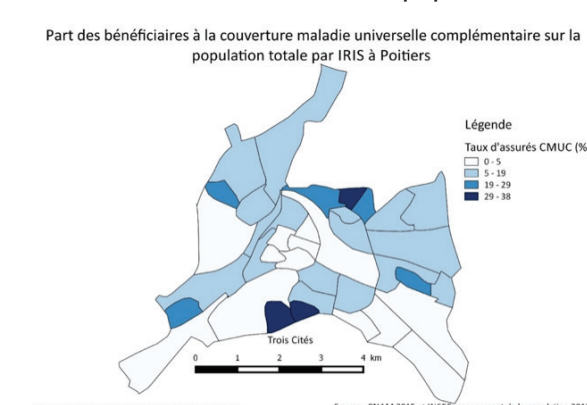 Part des bénéficiaires à la couverture maladie universelle complémentaire sur la
population totale par IRIS à Poitiers
Légende
Taux d'assurés CMUC (%
0 - 5
5 - 19
19 - 29
29 - 38
Trois Cités
0 1 2 3 4 km